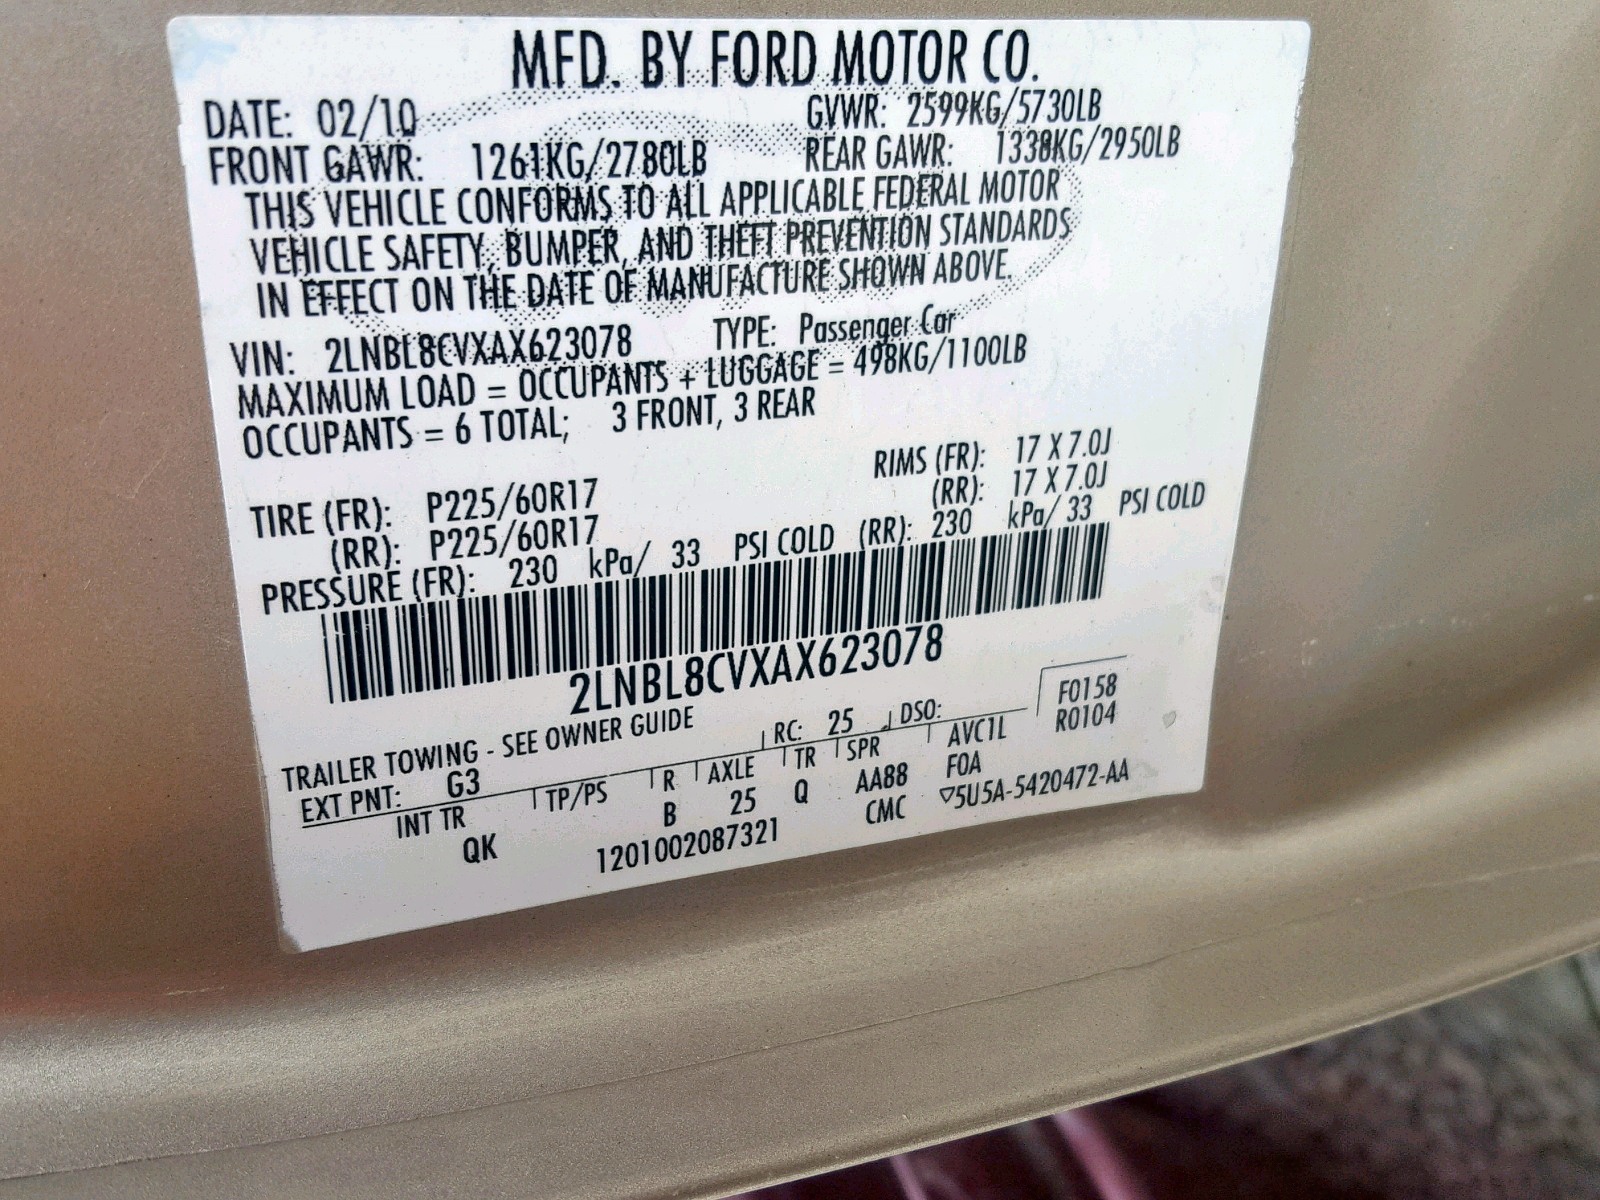 MFD. BY FORD MOTOR CO.
DATE: 02/10 GVWR: 2599KG/5730LB
FRONT GAWR: 1261KG/2780LB REAR GAWR: 1338KG/2950LB
THIS VEHICLE CONFORMS TO ALL APPLICABLE FEDERAL MOTOR
VEHICLE SAFETY, BUMPER, AND THEFT PREVENTION STANDARDS
IN EFFECT ON THE DATE OF MANUFACTURE SHOWN ABOVE.
VIN: 2LNBL8CVXAX623078 TYPE: Passenger Car
MAXIMUM LOAD = OCCUPANTS + LUGGAGE = 498KG/1100LB
OCCUPANTS = 6 TOTAL; 3 FRONT, 3 REAR
TIRE (FR): P225/60R17 RIMS (FR): 17 X 7.0J
(RR): P225/60R17 (RR): 17 X 7.0J
PRESSURE (FR): 230 kPa/ 33 PSI COLD (RR): 230 kPa/ 33 PSI COLD
2LNBL8CVXAX623078
TRAILER TOWING - SEE OWNER GUIDE
EXT PNT: G3 RC: 25 DSO: F0158
R0104
INT TR TP/PS R AXLE TR SPR AVC1L
QK B 25 Q AA88 FOA
1201002087321 CMC ▽5U5A-5420472-AA